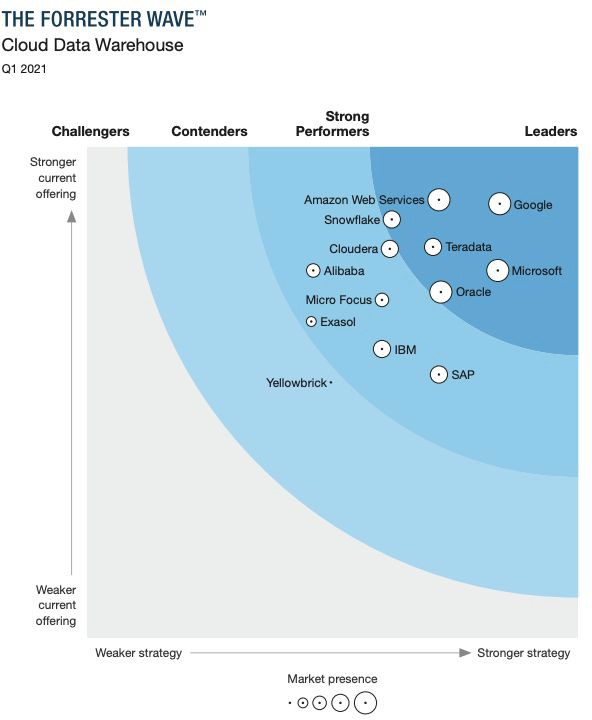 THE FORRESTER WAVE™
Cloud Data Warehouse
Q1 2021
Challengers
Contenders
Strong
Performers
Leaders
Stronger
current
offering
Amazon Web Services
Google
Snowflake
Cloudera
Teradata
Alibaba
Microsoft
Micro Focus
Oracle
Exasol
IBM
SAP
Yellowbrick
Weaker
current
offering
Weaker strategy
Stronger strategy
Market presence